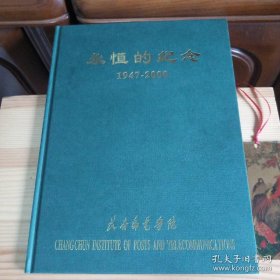 永恒的纪念
1947-2000
长春邮电学院
CHANGCHUN INSTITUTE OF POSTS AND TELECOMMUNICATIONS
孔夫子旧书网